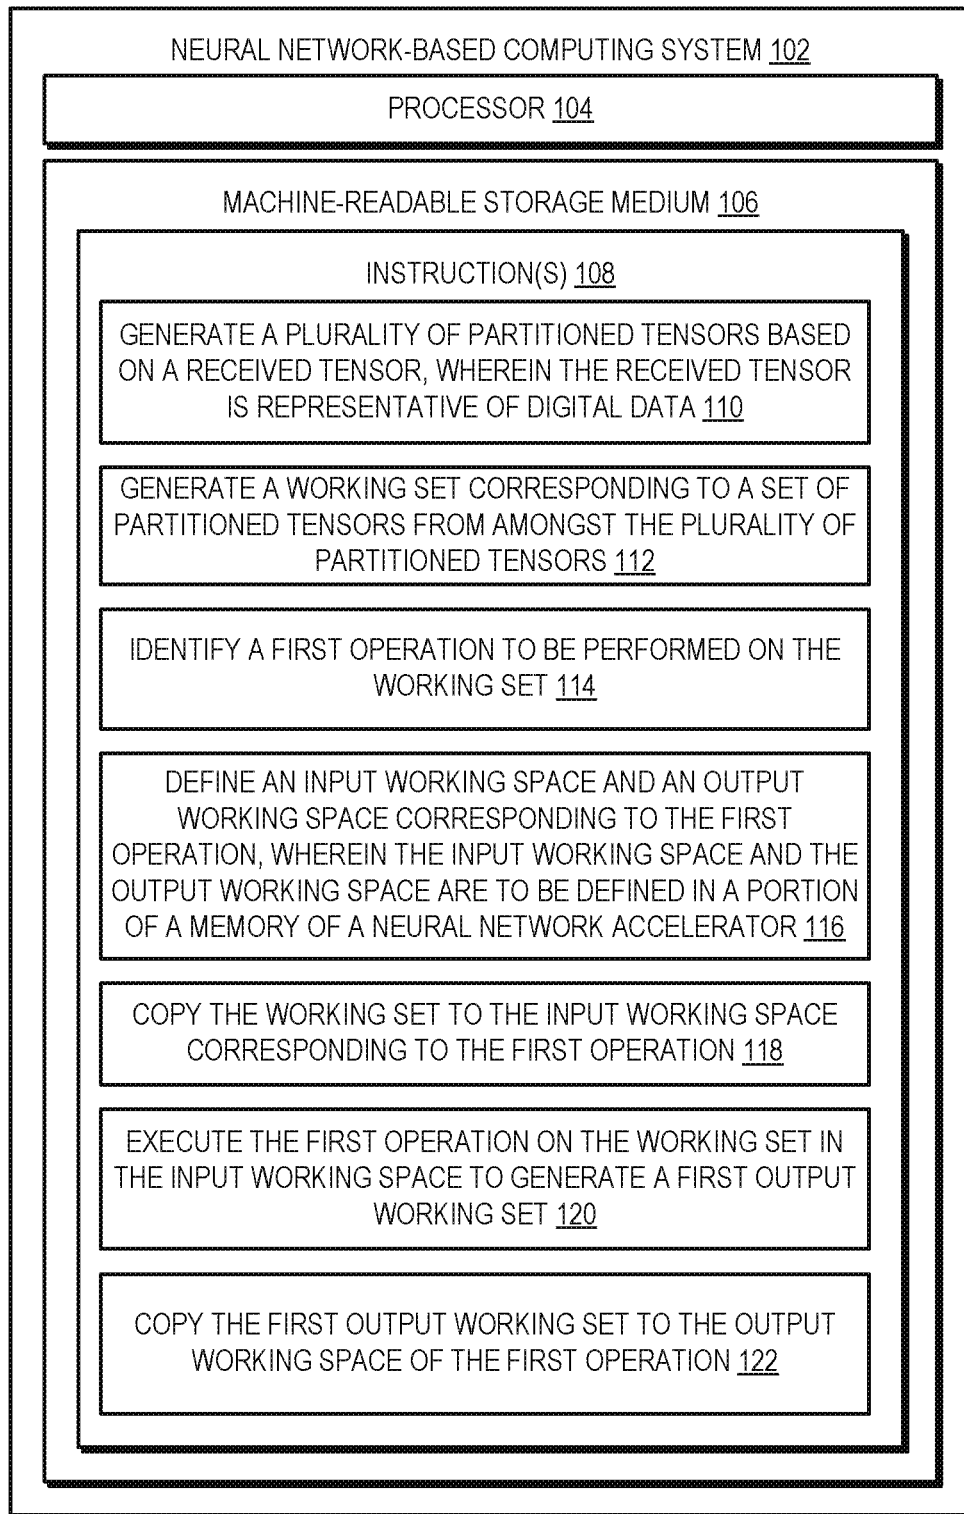 NEURAL NETWORK-BASED COMPUTING SYSTEM 102
PROCESSOR 104
MACHINE-READABLE STORAGE MEDIUM 106
INSTRUCTION(S) 108
GENERATE A PLURALITY OF PARTITIONED TENSORS BASED
ON A RECEIVED TENSOR, WHEREIN THE RECEIVED TENSOR
IS REPRESENTATIVE OF DIGITAL DATA 110
GENERATE A WORKING SET CORRESPONDING TO A SET OF
PARTITIONED TENSORS FROM AMONGST THE PLURALITY OF
PARTITIONED TENSORS 112
IDENTIFY A FIRST OPERATION TO BE PERFORMED ON THE
WORKING SET 114
DEFINE AN INPUT WORKING SPACE AND AN OUTPUT
WORKING SPACE CORRESPONDING TO THE FIRST
OPERATION, WHEREIN THE INPUT WORKING SPACE AND THE
OUTPUT WORKING SPACE ARE TO BE DEFINED IN A PORTION
OF A MEMORY OF A NEURAL NETWORK ACCELERATOR 116
COPY THE WORKING SET TO THE INPUT WORKING SPACE
CORRESPONDING TO THE FIRST OPERATION 118
EXECUTE THE FIRST OPERATION ON THE WORKING SET IN
THE INPUT WORKING SPACE TO GENERATE A FIRST OUTPUT
WORKING SET 120
COPY THE FIRST OUTPUT WORKING SET TO THE OUTPUT
WORKING SPACE OF THE FIRST OPERATION 122